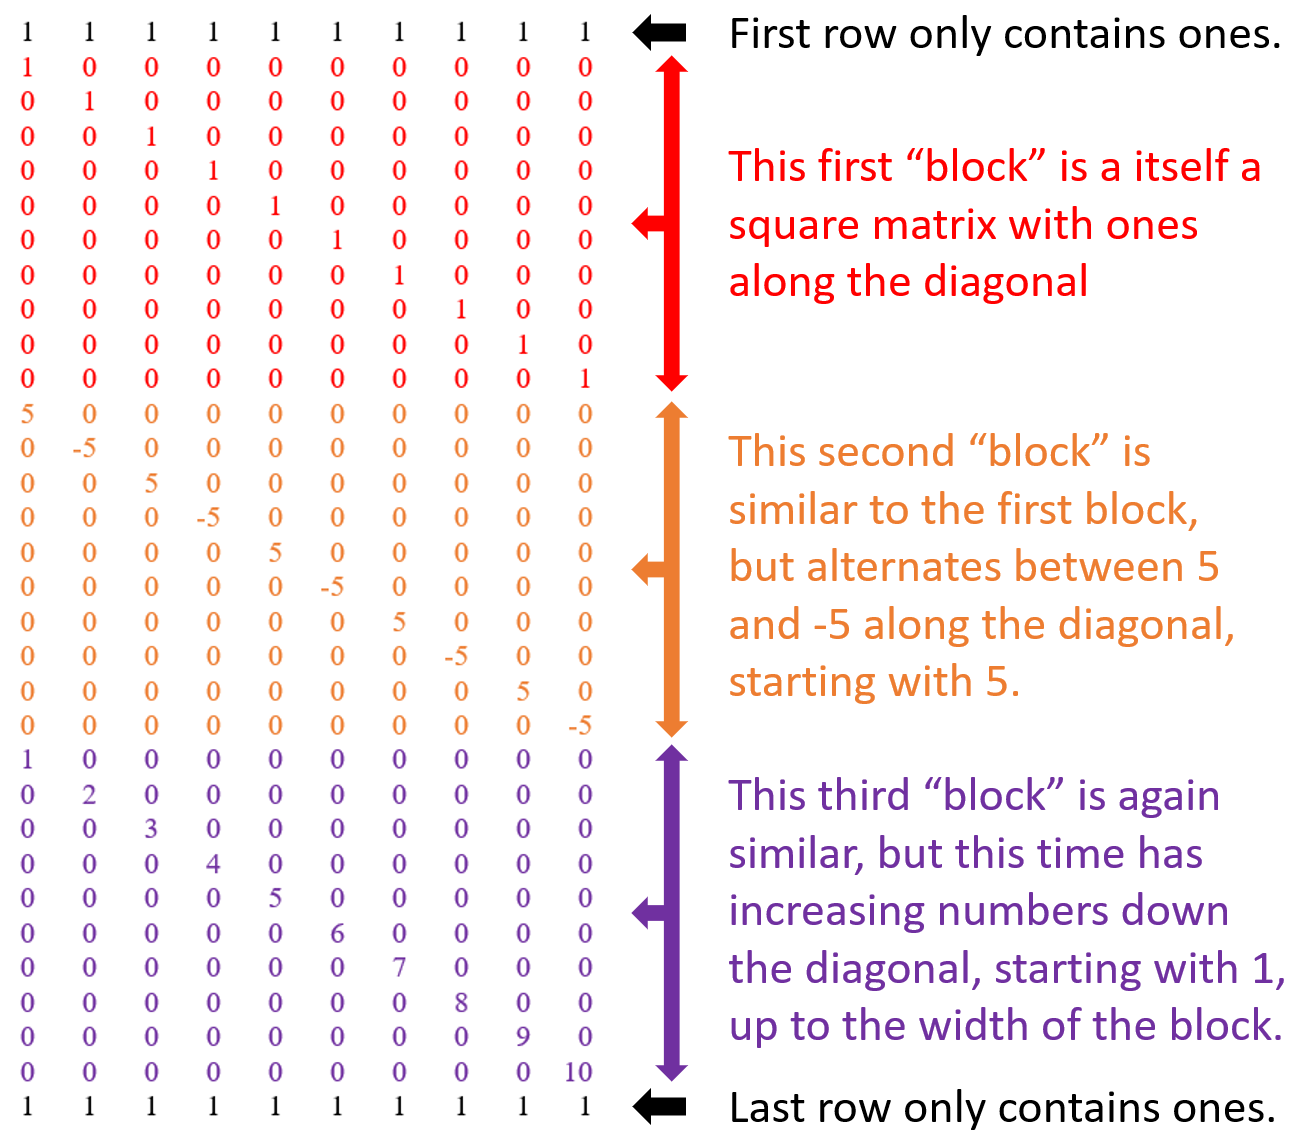 1 1 1 1 1 1 1 1 1 1 First row only contains ones.
1 0 0 0 0 0 0 0 0 0
0 1 0 0 0 0 0 0 0 0
0 0 1 0 0 0 0 0 0 0
0 0 0 1 0 0 0 0 0 0
0 0 0 0 1 0 0 0 0 0
0 0 0 0 0 1 0 0 0 0
0 0 0 0 0 0 1 0 0 0
0 0 0 0 0 0 0 1 0 0
0 0 0 0 0 0 0 0 1 0
0 0 0 0 0 0 0 0 0 1
This first “block” is a itself a
square matrix with ones
along the diagonal
5 0 0 0 0 0 0 0 0 0
0 -5 0 0 0 0 0 0 0 0
0 0 5 0 0 0 0 0 0 0
0 0 0 -5 0 0 0 0 0 0
0 0 0 0 5 0 0 0 0 0
0 0 0 0 0 -5 0 0 0 0
0 0 0 0 0 0 5 0 0 0
0 0 0 0 0 0 0 -5 0 0
0 0 0 0 0 0 0 0 5 0
0 0 0 0 0 0 0 0 0 -5
This second “block” is
similar to the first block,
but alternates between 5
and -5 along the diagonal,
starting with 5.
1 0 0 0 0 0 0 0 0 0
0 2 0 0 0 0 0 0 0 0
0 0 3 0 0 0 0 0 0 0
0 0 0 4 0 0 0 0 0 0
0 0 0 0 5 0 0 0 0 0
0 0 0 0 0 6 0 0 0 0
0 0 0 0 0 0 7 0 0 0
0 0 0 0 0 0 0 8 0 0
0 0 0 0 0 0 0 0 9 0
0 0 0 0 0 0 0 0 0 10
This third “block” is again
similar, but this time has
increasing numbers down
the diagonal, starting with 1,
up to the width of the block.
1 1 1 1 1 1 1 1 1 1 Last row only contains ones.